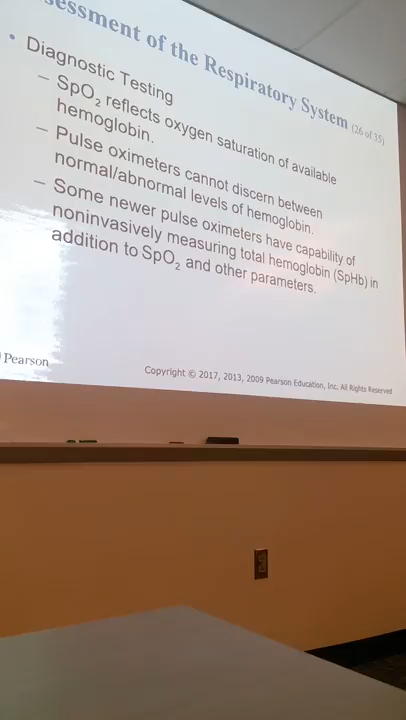 sessment of the Respiratory System (26 of 35)
• Diagnostic Testing
– SpO₂ reflects oxygen saturation of available
hemoglobin.
– Pulse oximeters cannot discern between
normal/abnormal levels of hemoglobin.
– Some newer pulse oximeters have capability of
noninvasively measuring total hemoglobin (SpHb) in
addition to SpO₂ and other parameters.
Pearson
Copyright © 2017, 2013, 2009 Pearson Education, Inc. All Rights Reserved